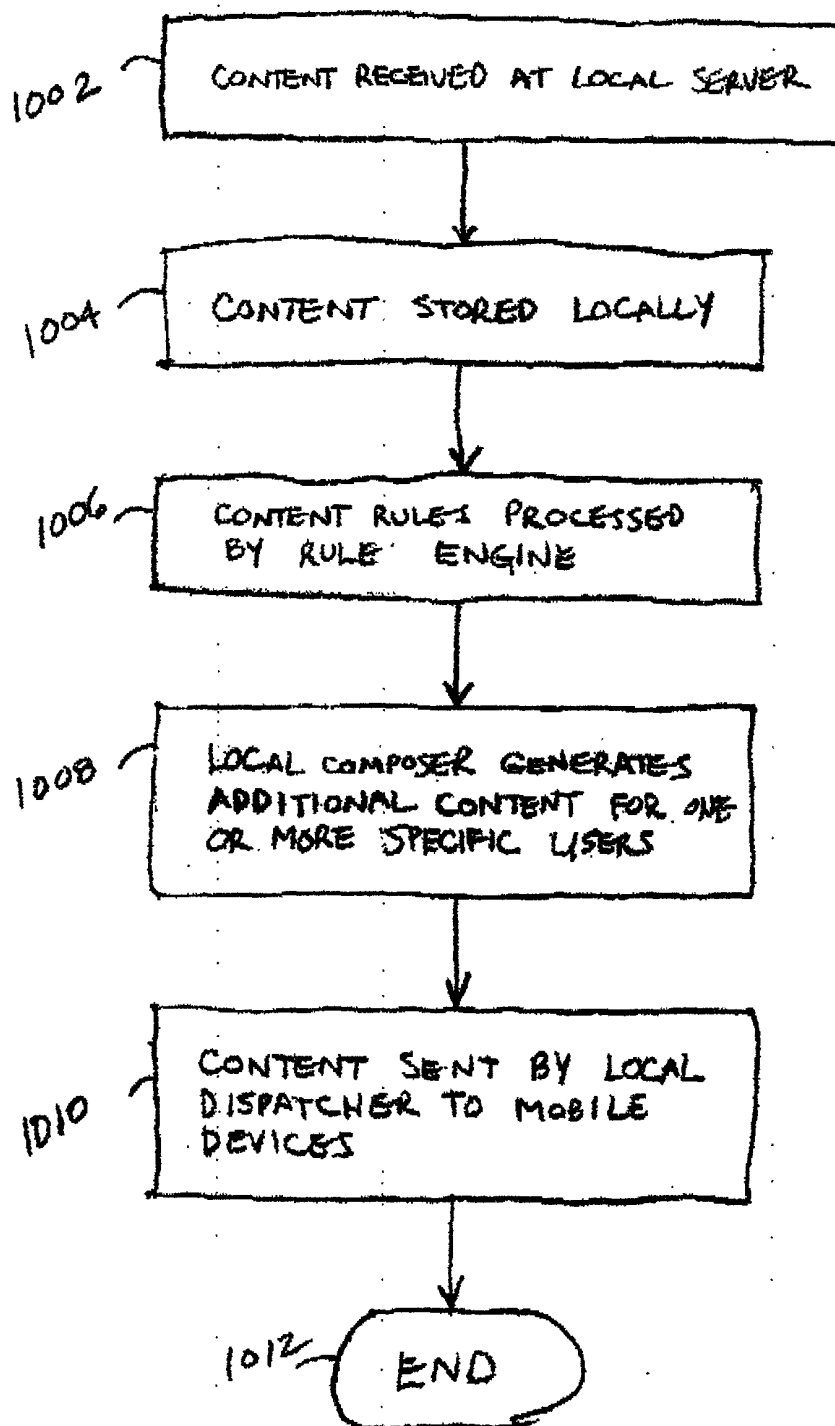 1002
CONTENT RECEIVED AT LOCAL SERVER
1004
CONTENT STORED LOCALLY
1006
CONTENT RULES PROCESSED
BY RULE ENGINE
1008
LOCAL COMPOSER GENERATES
ADDITIONAL CONTENT FOR ONE
OR MORE SPECIFIC USERS
1010
CONTENT SENT BY LOCAL
DISPATCHER TO MOBILE
DEVICES
1012
END